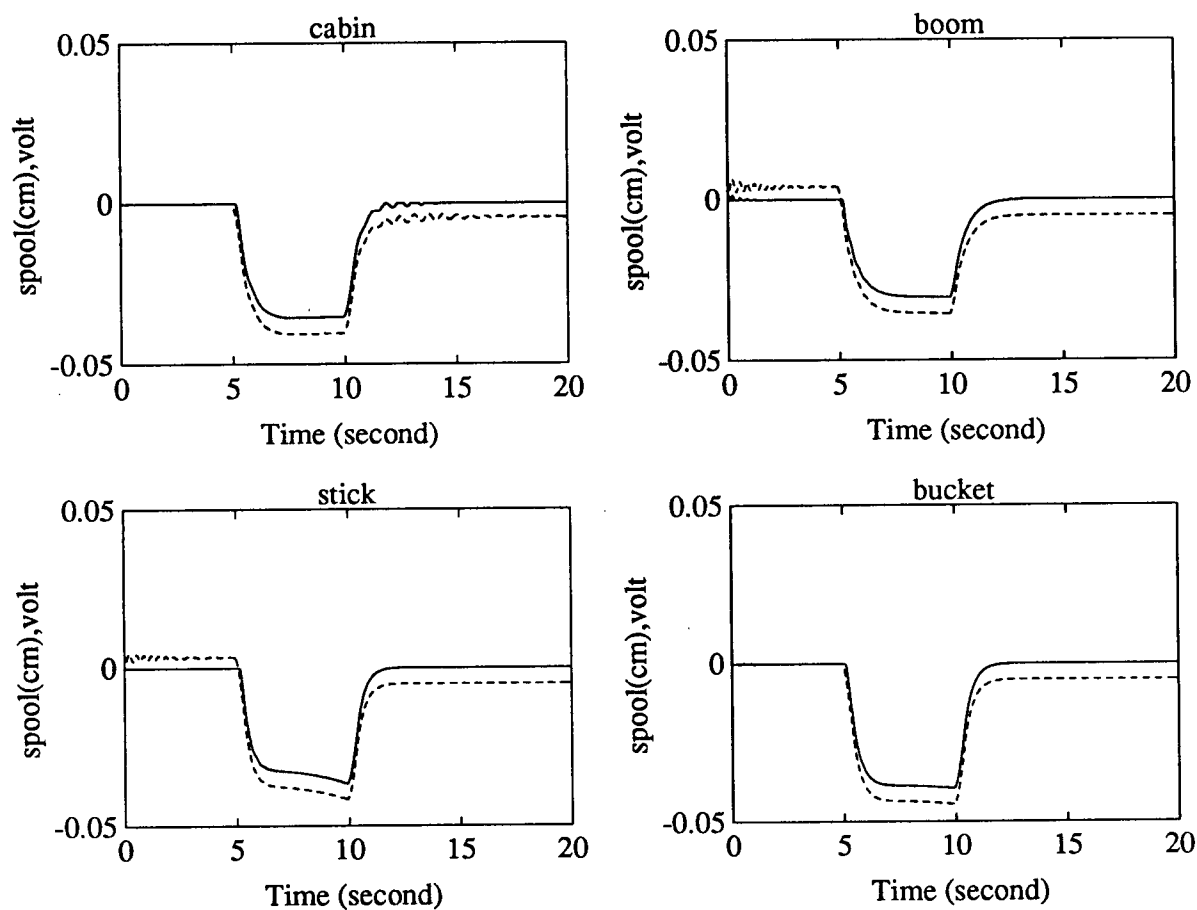 cabin
0.05
0
-0.05
spool(cm),volt
0 5 10 15 20
Time (second)
boom
0.05
0
-0.05
spool(cm),volt
0 5 10 15 20
Time (second)
stick
0.05
0
-0.05
spool(cm),volt
0 5 10 15 20
Time (second)
bucket
0.05
0
-0.05
spool(cm),volt
0 5 10 15 20
Time (second)